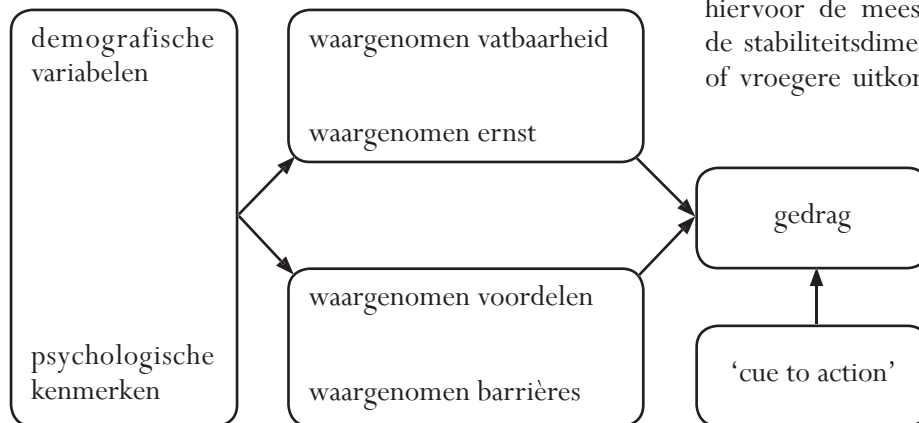 demografische
variabelen
psychologische
kenmerken
waargenomen vatbaarheid
waargenomen ernst
waargenomen voordelen
waargenomen barrières
gedrag
‘cue to action’
hiervoor de mees
de stabiliteitsdime
of vroegere uitkon